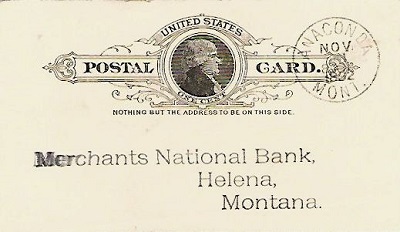 UNITED STATES
POSTAL CARD.
ONE CENT
NOTHING BUT THE ADDRESS TO BE ON THIS SIDE.
ANACONDA
NOV.
MONT.
Merchants National Bank,
Helena,
Montana.